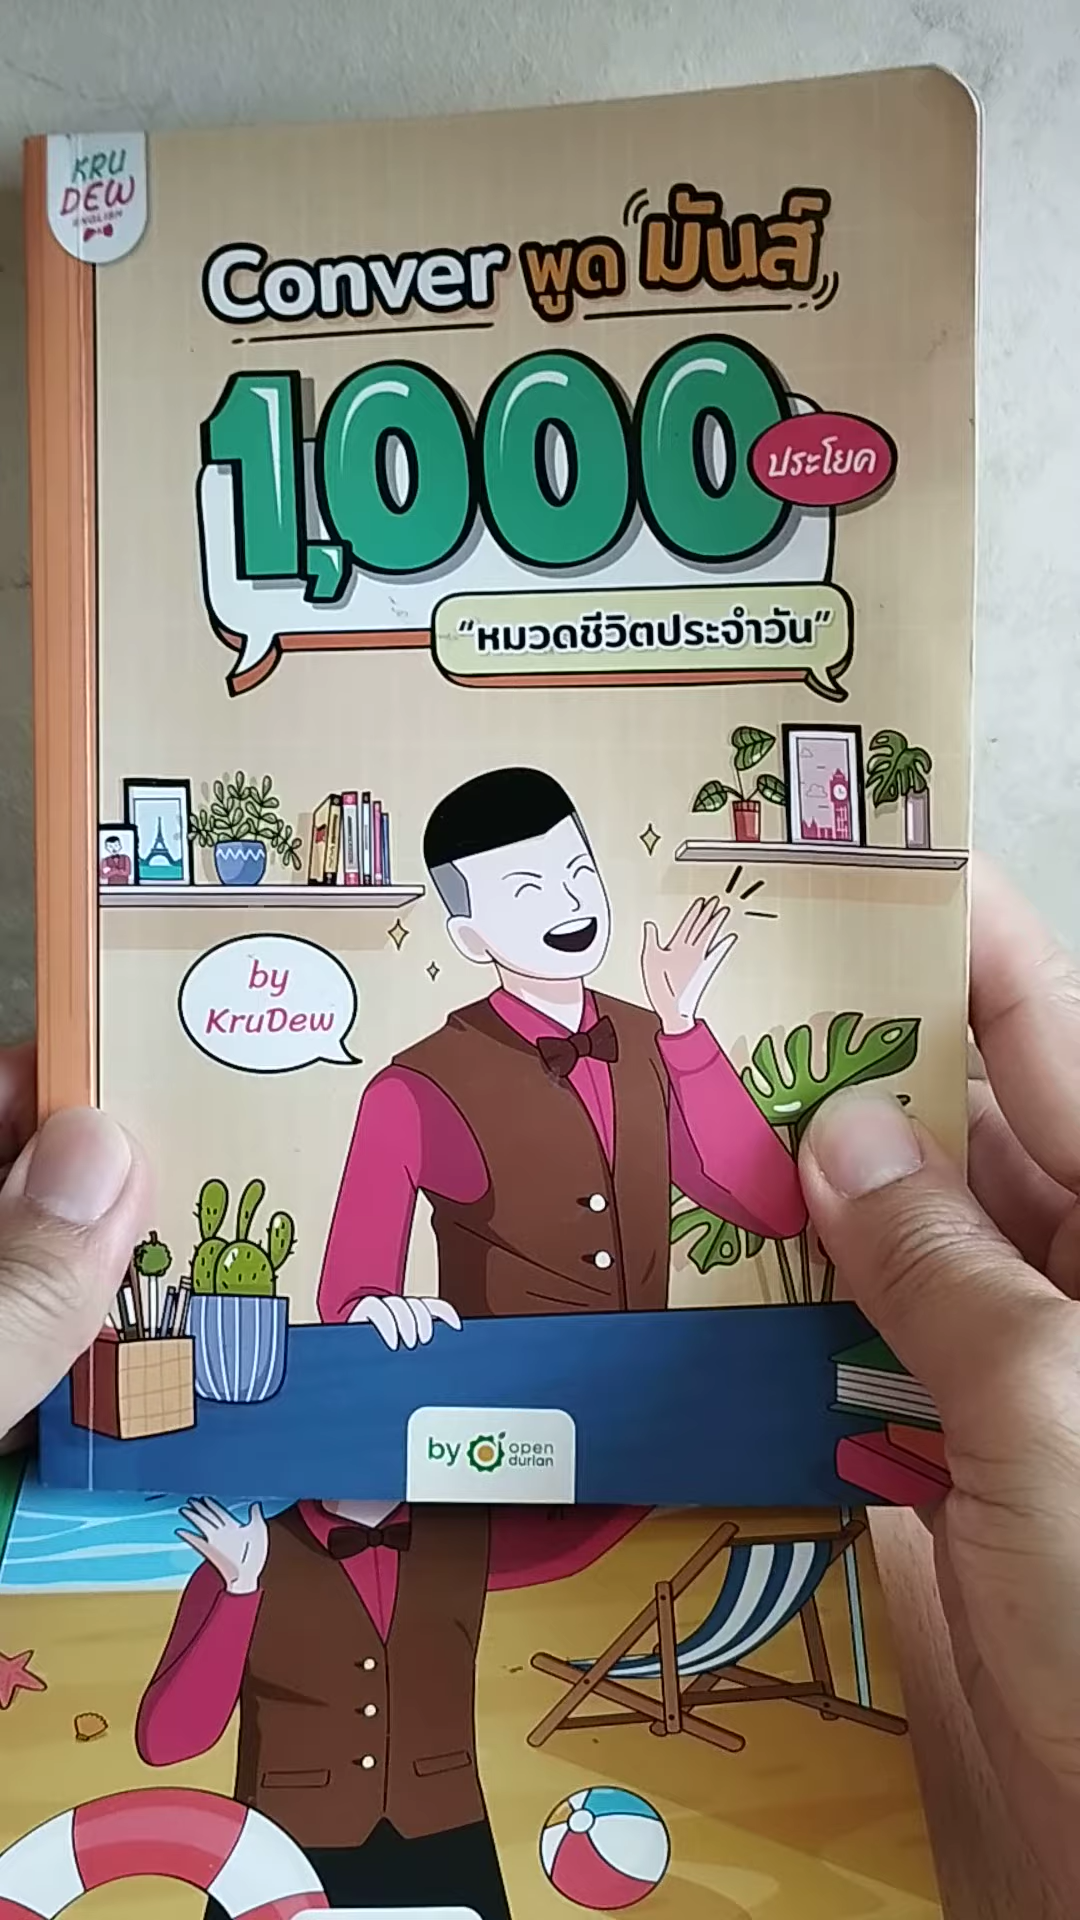 KRU
DEW
ENGLISH
Conver พูด มันส์
1,000
ประโยค
"หมวดชีวิตประจำวัน"
by
KruDew
by open
durian